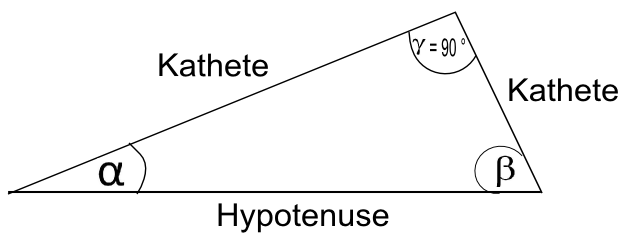 γ = 90 °
Kathete
Kathete
α
β
Hypotenuse